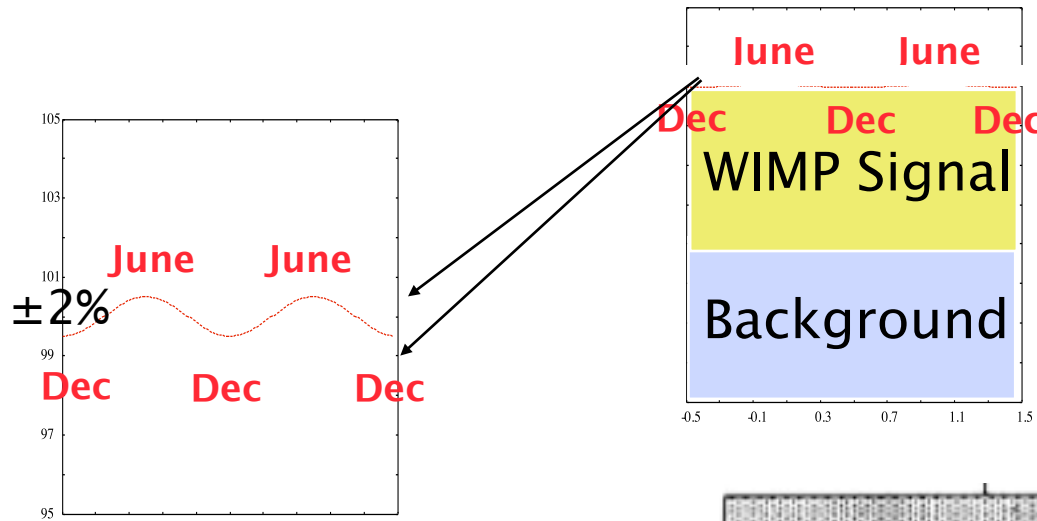 June June
Dec Dec Dec
WIMP Signal
Background
-0.5 -0.1 0.3 0.7 1.1 1.5
105
103
June June
101
±2%
99
Dec Dec Dec
97
95